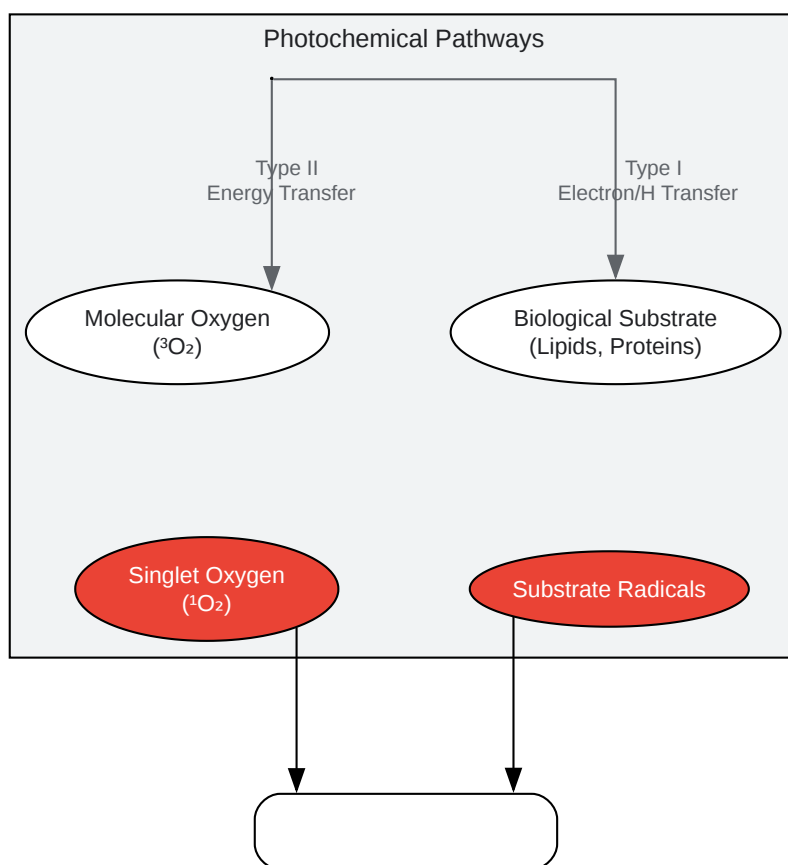 Photochemical Pathways
Type II
Energy Transfer
Type I
Electron/H Transfer
Molecular Oxygen
(³O₂)
Biological Substrate
(Lipids, Proteins)
Singlet Oxygen
(¹O₂)
Substrate Radicals